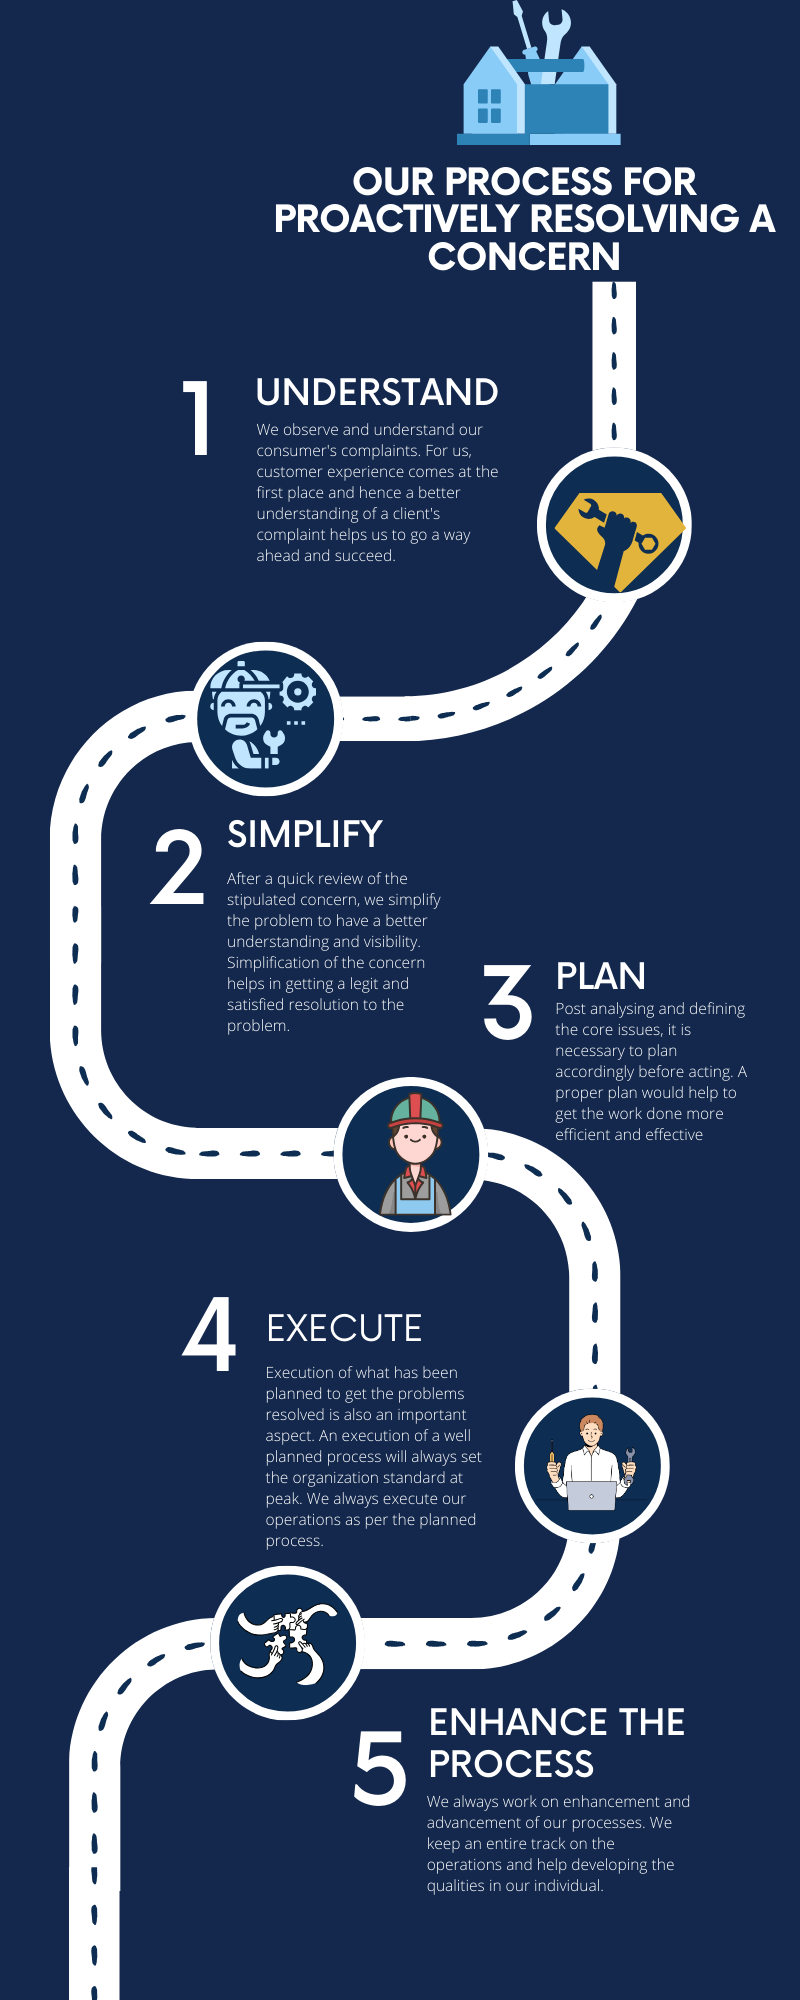 OUR PROCESS FOR
PROACTIVELY RESOLVING A
CONCERN
1
UNDERSTAND
We observe and understand our
consumer's complaints. For us,
customer experience comes at the
first place and hence a better
understanding of a client's
complaint helps us to go a way
ahead and succeed.
2
SIMPLIFY
After a quick review of the
stipulated concern, we simplify
the problem to have a better
understanding and visibility.
Simplification of the concern
helps in getting a legit and
satisfied resolution to the
problem.
3
PLAN
Post analysing and defining
the core issues, it is
necessary to plan
accordingly before acting. A
proper plan would help to
get the work done more
efficient and effective
4
EXECUTE
Execution of what has been
planned to get the problems
resolved is also an important
aspect. An execution of a well
planned process will always set
the organization standard at
peak. We always execute our
operations as per the planned
process.
5
ENHANCE THE
PROCESS
We always work on enhancement and
advancement of our processes. We
keep an entire track on the
operations and help developing the
qualities in our individual.